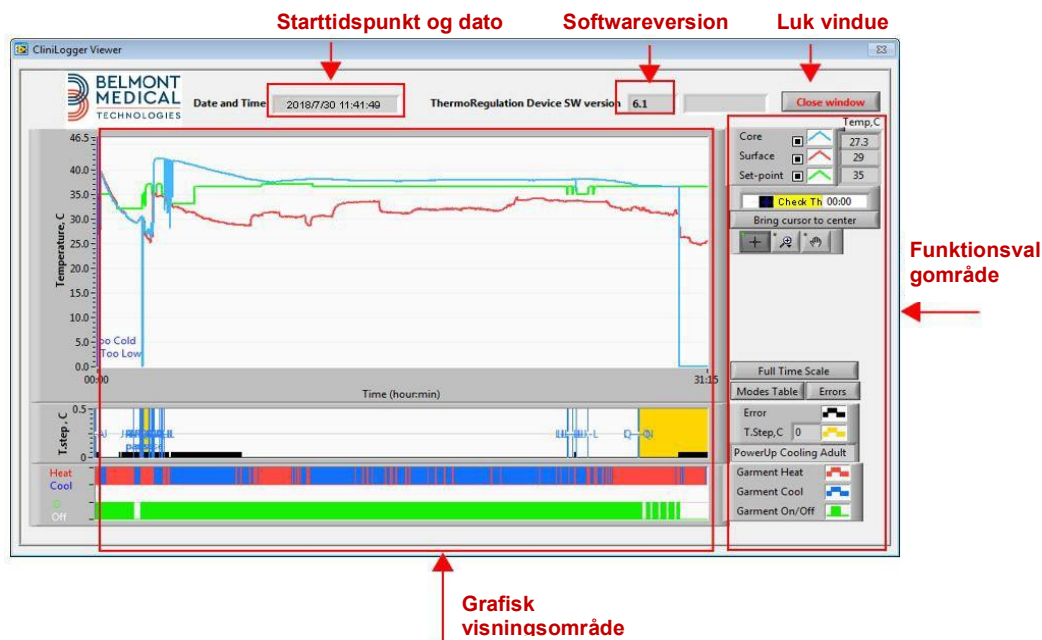 Starttidspunkt og dato
Softwareversion
Luk vindue
CliniLogger Viewer
BELMONT
MEDICAL
TECHNOLOGIES
Date and Time 2018/7/30 11:41:49
ThermoRegulation Device SW version 6.1
Close window
Temp,C
Core 27.3
Surface 29
Set-point 35
Check Th 00:00
Bring cursor to center
Funktionsval
gområde
Temperature, C
46.5
40.0
35.0
30.0
25.0
20.0
15.0
10.0
5.0
0.0
oo Cold
Too Low
00:00
31:15
Time (hour:min)
Full Time Scale
Modes Table Errors
Error
T.Step,C 0
PowerUp Cooling Adult
T.step, C
0.5
0
Heat
Cool
Off
Garment Heat
Garment Cool
Garment On/Off
Grafisk
visningsområde